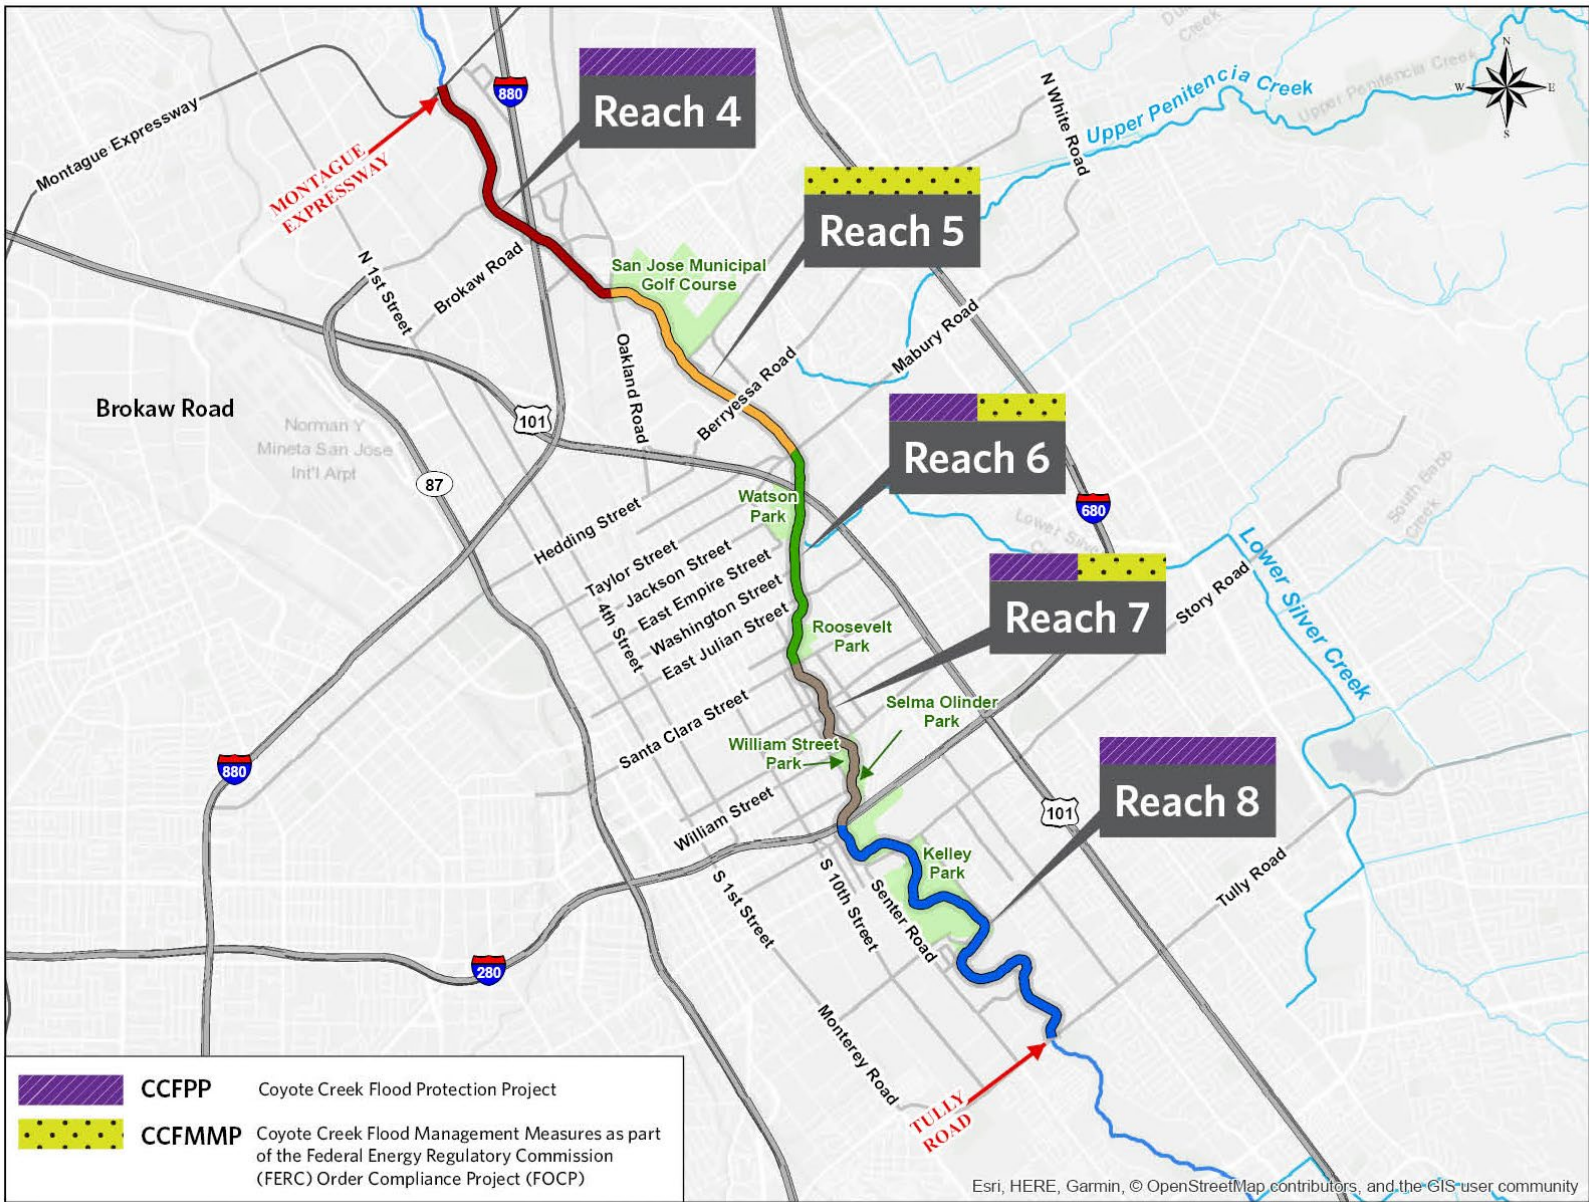 Dut
Creek
N
W
E
S
880
Reach 4
Montague Expressway
MONTAGUE
EXPRESSWAY
N White Road
Upper Penitencia Creek
Upper Penitencia Creek
Reach 5
N 1st Street
Brokaw Road
San Jose Municipal
Golf Course
Oakland Road
Berryessa Road
Mabury Road
Brokaw Road
Norman Y
Mineta San Jose
Int'l Arpt
101
87
Reach 6
Watson
Park
680
South Babb
Creek
Lower Silve
Hedding Street
Taylor Street
Jackson Street
East Empire Street
Washington Street
East Julian Street
4th Street
Reach 7
Story Road
Lower Silver Creek
Roosevelt
Park
Santa Clara Street
Selma Olinder
Park
William Street
Park
William Street
880
Reach 8
101
Kelley
Park
Tully Road
S 1st Street
S 10th Street
Senter Road
280
Monterey Road
TULLY
ROAD
CCFPP Coyote Creek Flood Protection Project
CCFMMP Coyote Creek Flood Management Measures as part
of the Federal Energy Regulatory Commission
(FERC) Order Compliance Project (FOCP)
Esri, HERE, Garmin, © OpenStreetMap contributors, and the GIS user community